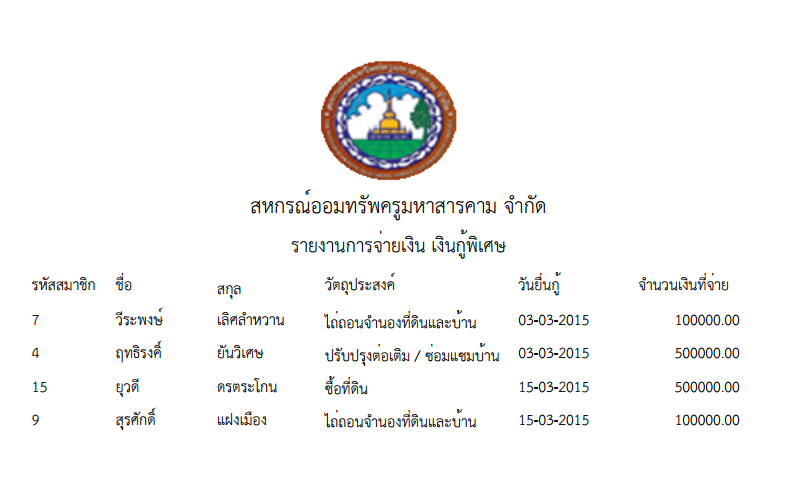 สหกรณ์ออมทรัพครูมหาสารคาม จำกัด
รายงานการจ่ายเงิน เงินกู้พิเศษ
รหัสสมาชิก ชื่อ สกุล วัตถุประสงค์ วันยื่นกู้ จำนวนเงินที่จ่าย
7 วีระพงษ์ เลิศลำหวาน ไถ่ถอนจำนองที่ดินและบ้าน 03-03-2015 100000.00
4 ฤทธิรงคิ์ ยันวิเศษ ปรับปรุงต่อเติม / ซ่อมแซมบ้าน 03-03-2015 500000.00
15 ยุวดี ดรตระโกน ซื้อที่ดิน 15-03-2015 500000.00
9 สุรศักดิ์ แฝงเมือง ไถ่ถอนจำนองที่ดินและบ้าน 15-03-2015 100000.00